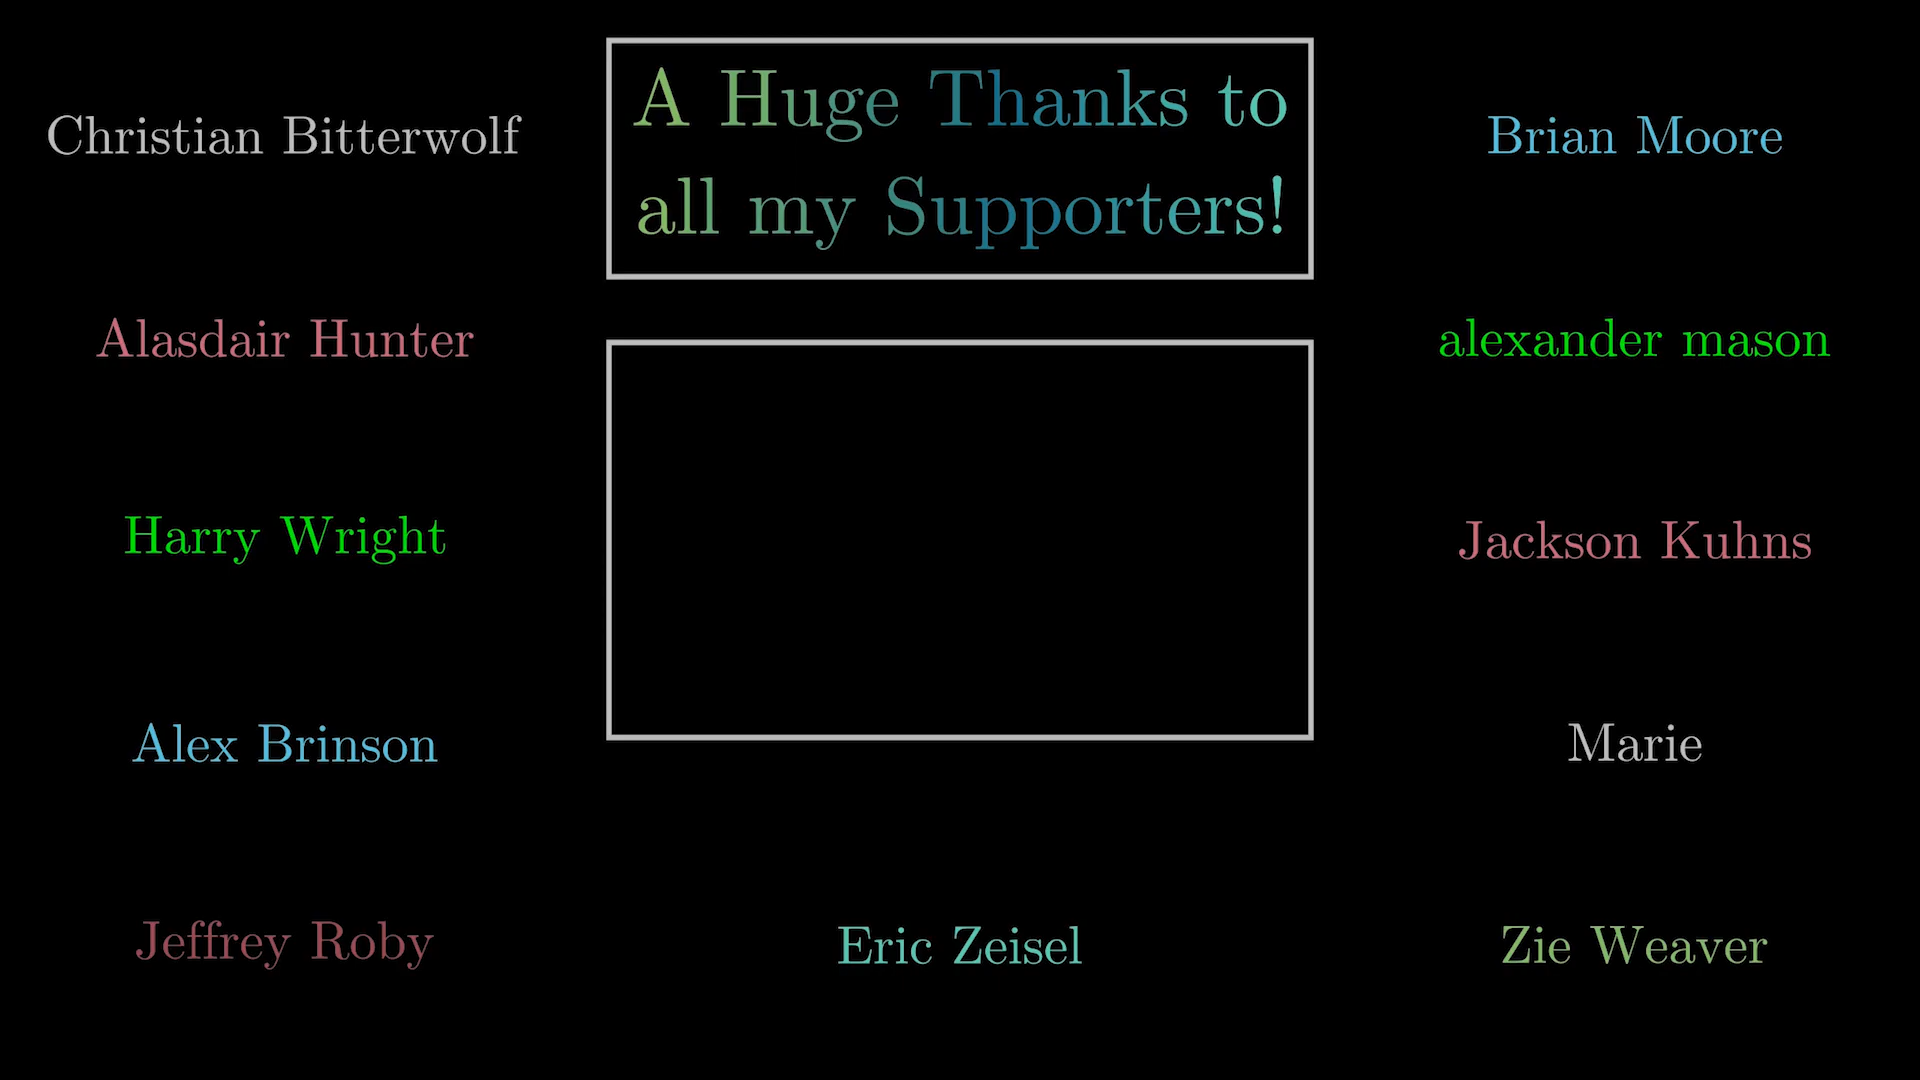 A Huge Thanks to
all my Supporters!
Christian Bitterwolf
Brian Moore
Alasdair Hunter
alexander mason
Harry Wright
Jackson Kuhns
Alex Brinson
Marie
Jeffrey Roby
Eric Zeisel
Zie Weaver